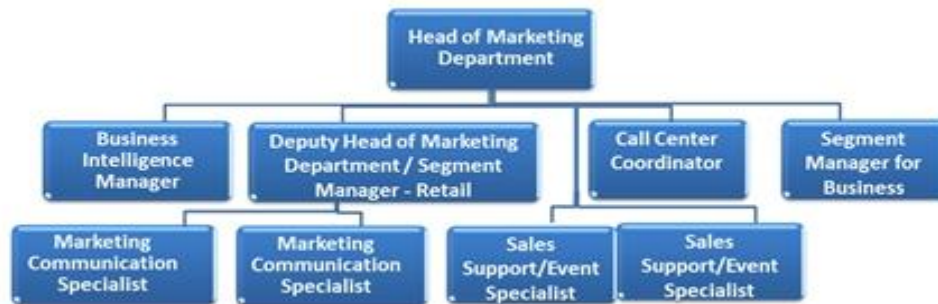 Head of Marketing
Department
Business
Intelligence
Manager
Deputy Head of Marketing
Department / Segment
Manager - Retail
Call Center
Coordinator
Segment
Manager for
Business
Marketing
Communication
Specialist
Marketing
Communication
Specialist
Sales
Support/Event
Specialist
Sales
Support/Event
Specialist